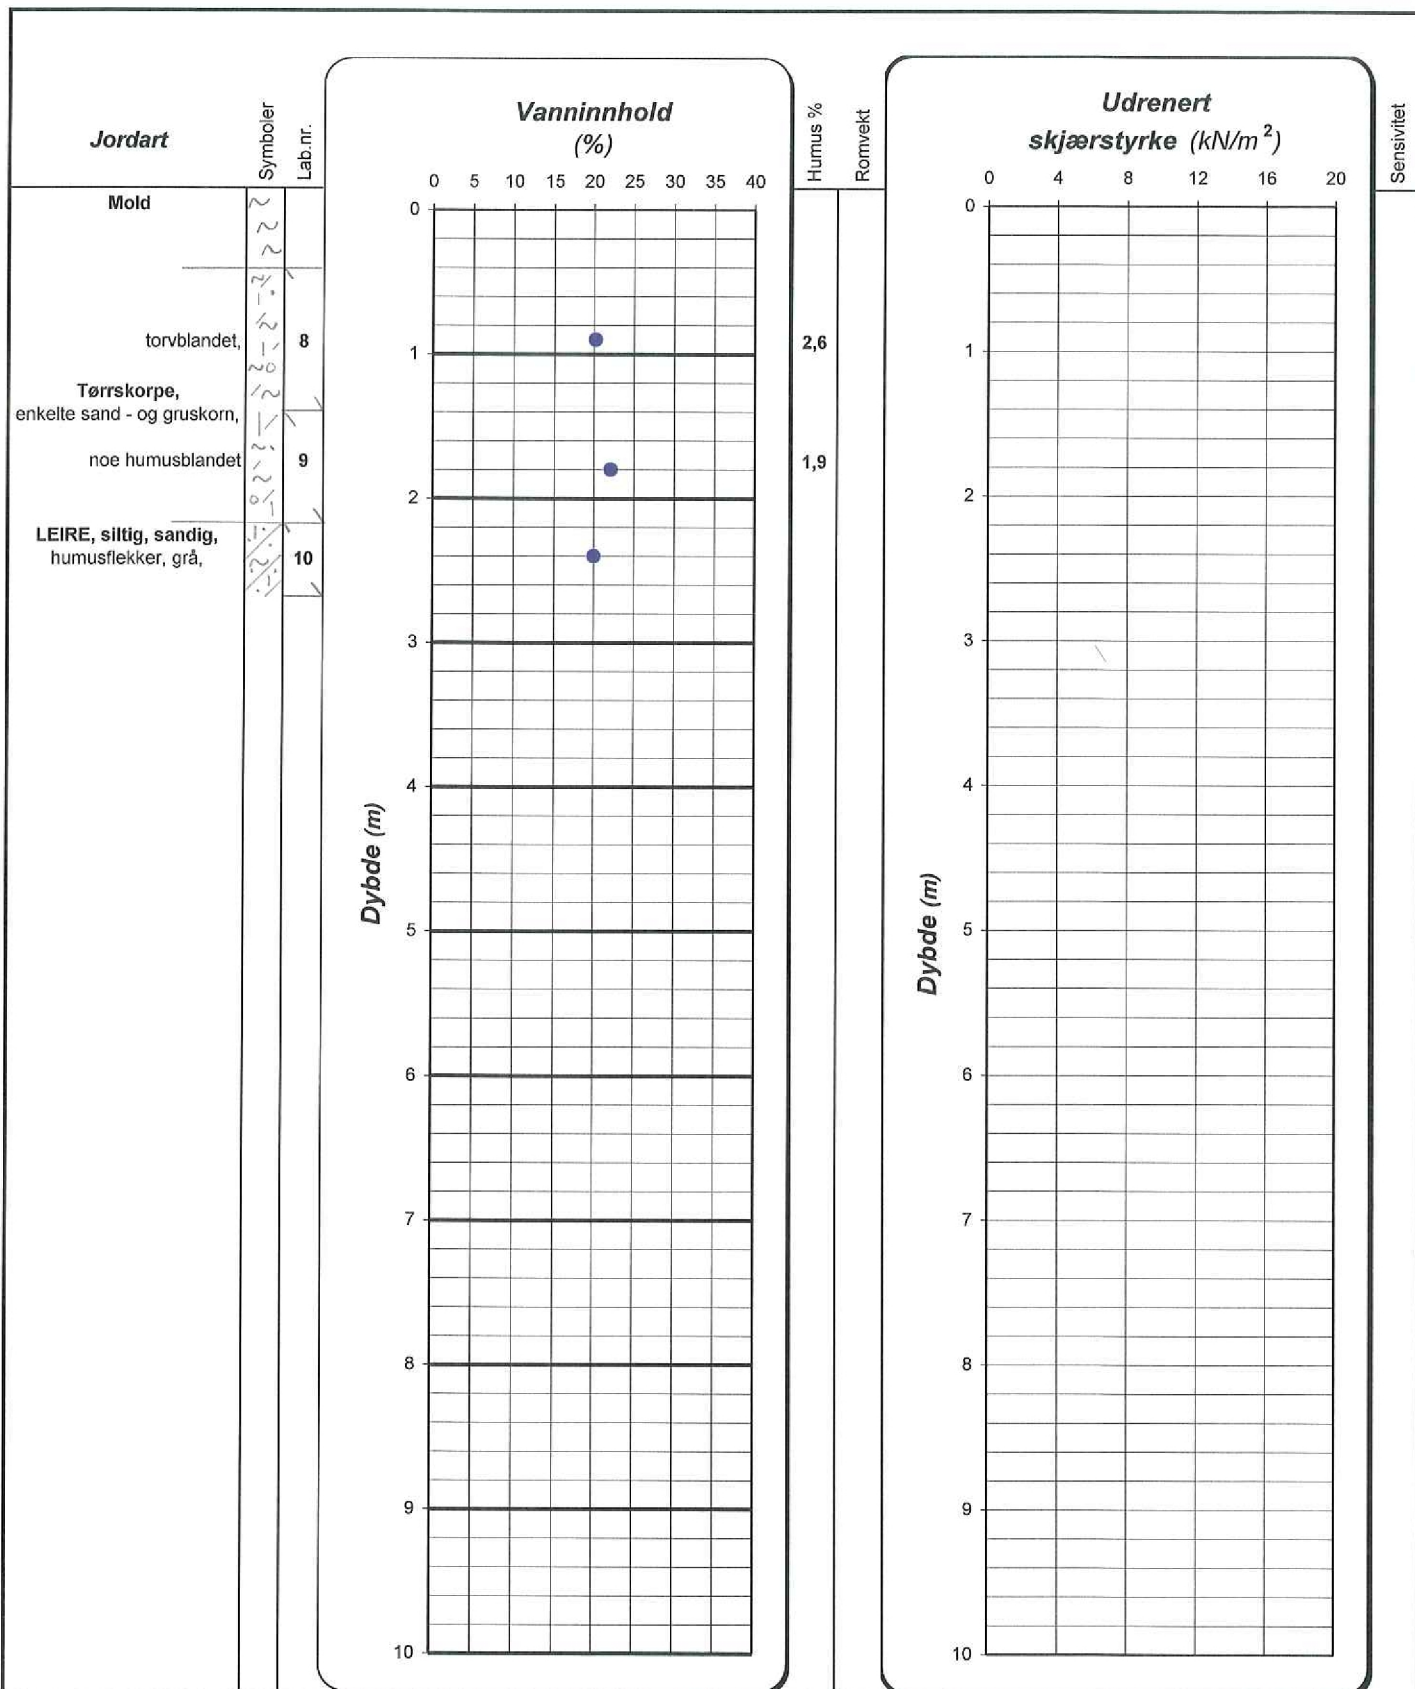 Jordart
Symboler
Lab.nr.
Vanninnhold
(%)
0 5 10 15 20 25 30 35 40
Humus %
Romvekt
Udrenert
skjærstyrke (kN/m²)
0 4 8 12 16 20
Sensivitet
Mold
torvblandet, 8 2,6
Tørrskorpe,
enkelte sand - og gruskorn,
noe humusblandet 9 1,9
LEIRE, siltig, sandig,
humusflekker, grå, 10
Dybde (m)
0
1
2
3
4
5
6
7
8
9
10
Dybde (m)
0
1
2
3
4
5
6
7
8
9
10